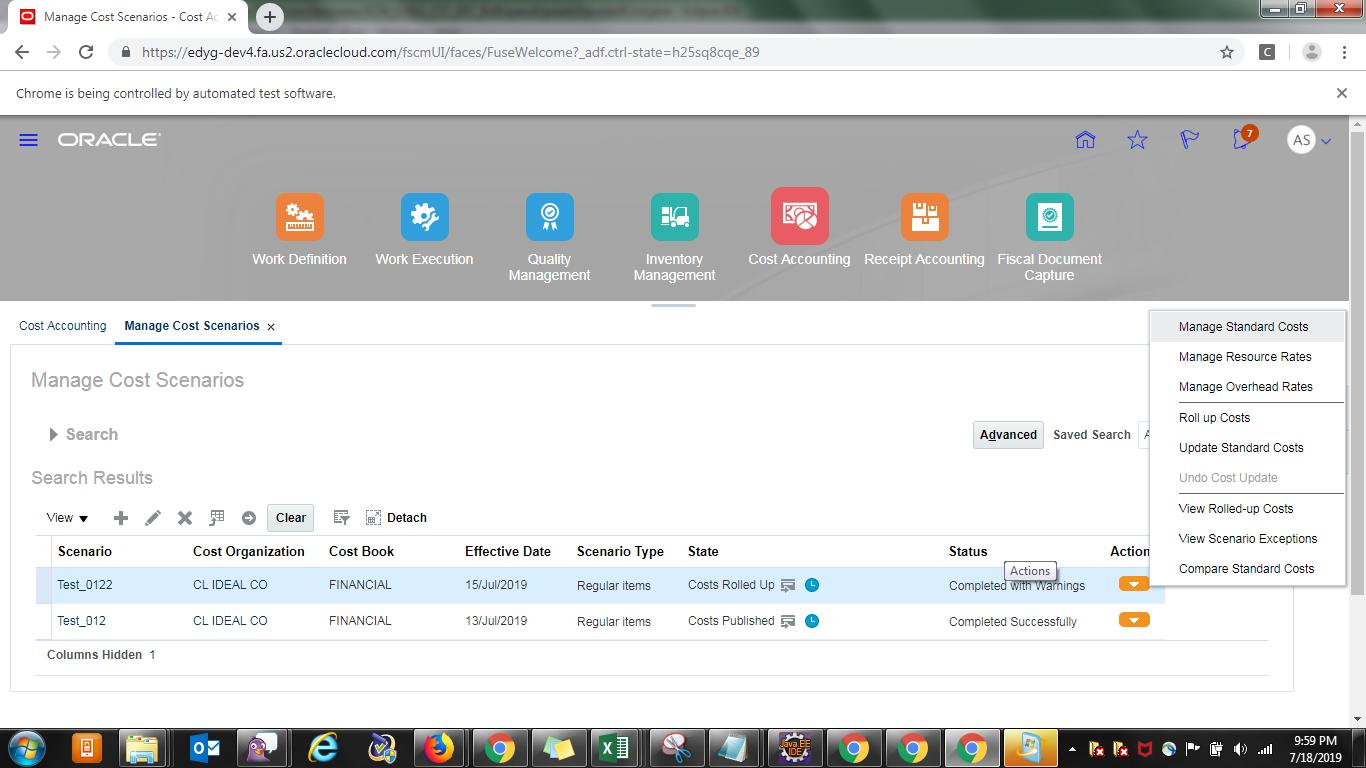 Manage Cost Scenarios - Cost Ac
https://edyg-dev4.fa.us2.oraclecloud.com/fscmUI/faces/FuseWelcome?_adf.ctrl-state=h25sq8cqe_89
C
Chrome is being controlled by automated test software.
ORACLE
7
AS
Work Definition
Work Execution
Quality
Management
Inventory
Management
Cost Accounting
Receipt Accounting
Fiscal Document
Capture
Cost Accounting
Manage Cost Scenarios
Manage Cost Scenarios
Search
Advanced
Saved Search
Search Results
View
Clear
Detach
Scenario Cost Organization Cost Book Effective Date Scenario Type State Status Action
Test_0122 CL IDEAL CO FINANCIAL 15/Jul/2019 Regular items Costs Rolled Up Completed with Warnings
Actions
Test_012 CL IDEAL CO FINANCIAL 13/Jul/2019 Regular items Costs Published Completed Successfully
Columns Hidden 1
Manage Standard Costs
Manage Resource Rates
Manage Overhead Rates
Roll up Costs
Update Standard Costs
Undo Cost Update
View Rolled-up Costs
View Scenario Exceptions
Compare Standard Costs
Java EE
IDE
9:59 PM
7/18/2019